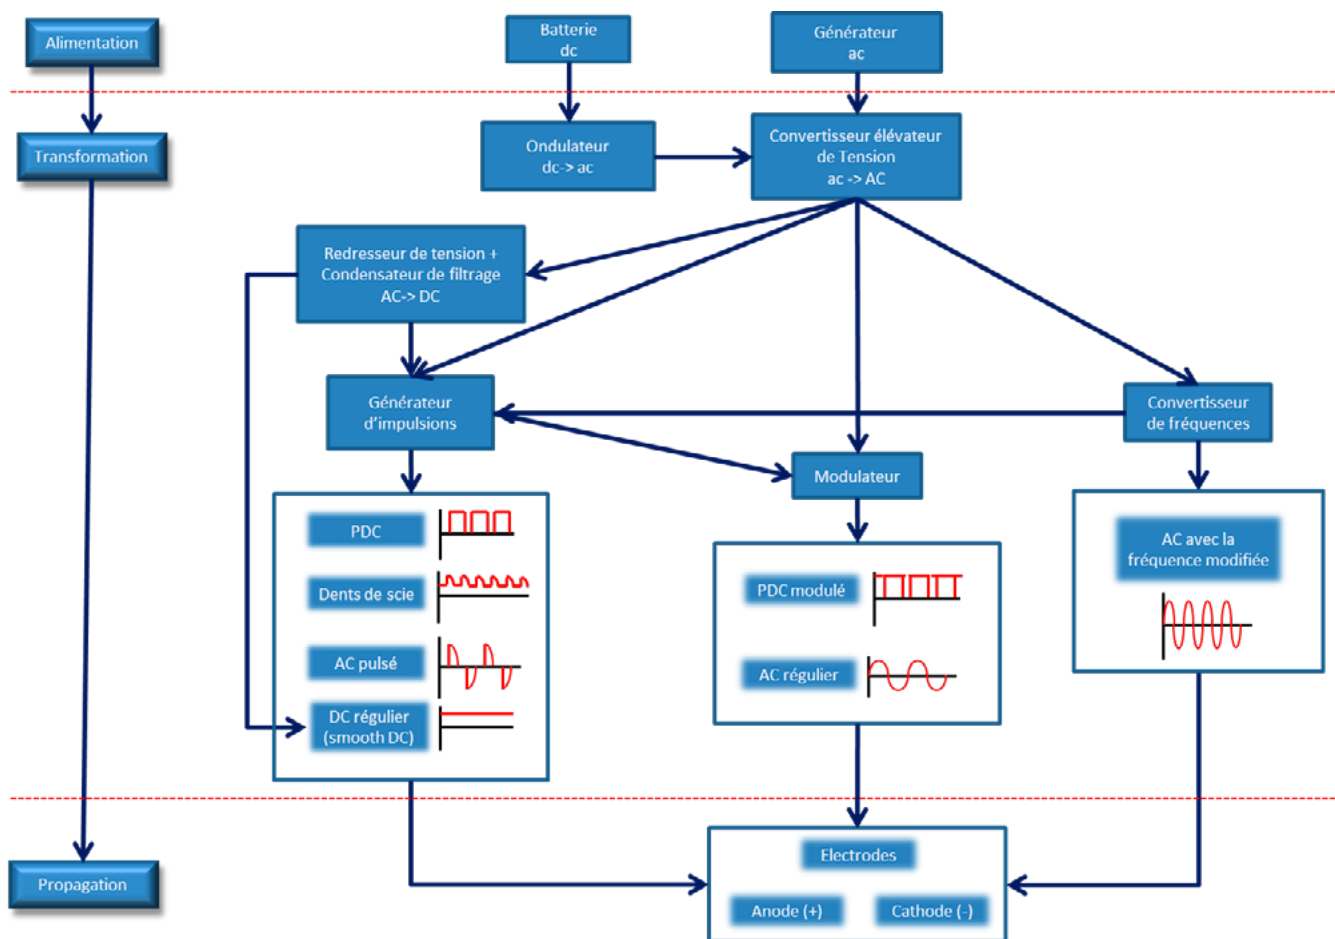 Alimentation
Batterie
dc
Générateur
ac
Transformation
Ondulateur
dc-> ac
Convertisseur élévateur
de Tension
ac -> AC
Redresseur de tension +
Condensateur de filtrage
AC-> DC
Générateur
d'impulsions
Convertisseur
de fréquences
Modulateur
PDC
Dents de scie
AC pulsé
DC régulier
(smooth DC)
PDC modulé
AC régulier
AC avec la
fréquence modifiée
Propagation
Electrodes
Anode (+)
Cathode (-)